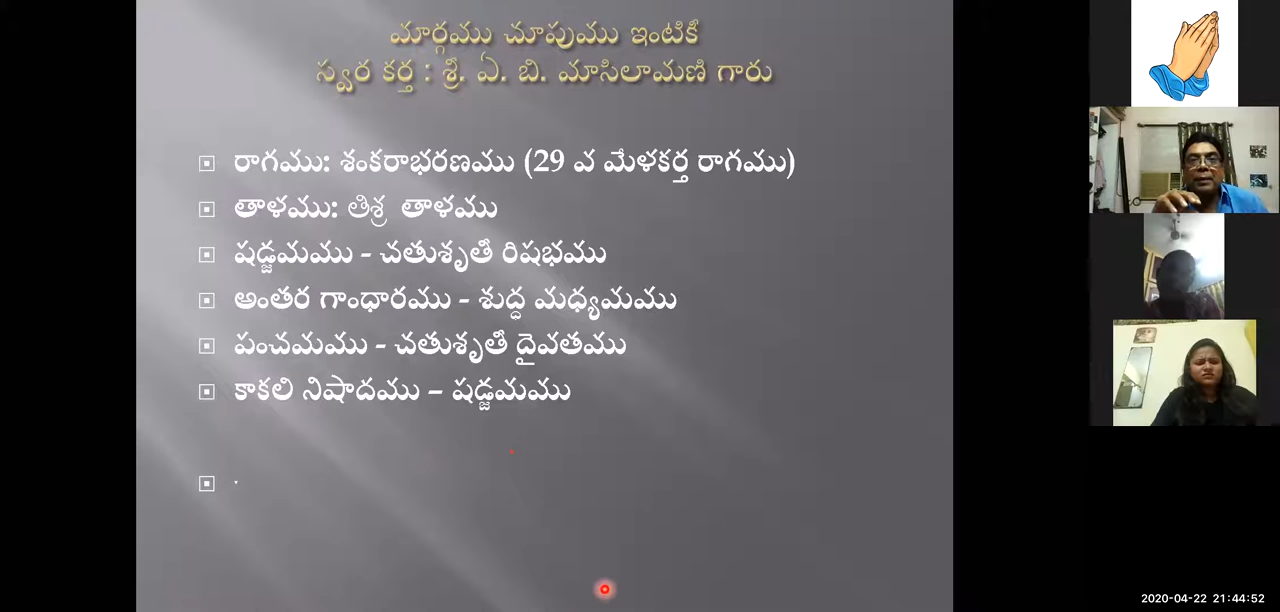 మార్గము చూపుము ఇంటికి
స్వర కర్త : శ్రీ. ఏ. బి. మాసిలామణి గారు
రాగము: శంకరాభరణము (29 వ మేళకర్త రాగము)
తాళము: తిశ్ర తాళము
షడ్జమము - చతుశృతి రిషభము
అంతర గాంధారము - శుద్ధ మధ్యమము
పంచమము - చతుశృతి దైవతము
కాకలి నిషాదము – షడ్జమము
.
2020-04-22 21:44:52